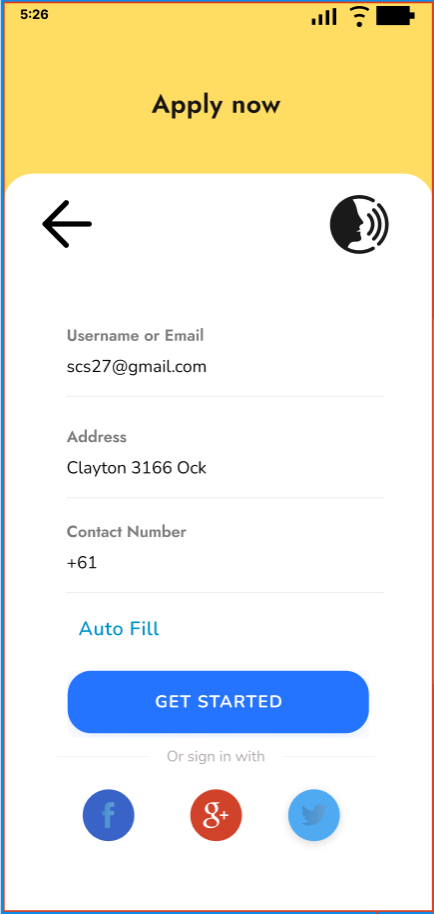 5:26
Apply now
Username or Email
scs27@gmail.com
Address
Clayton 3166 Ock
Contact Number
+61
Auto Fill
GET STARTED
Or sign in with
f g+